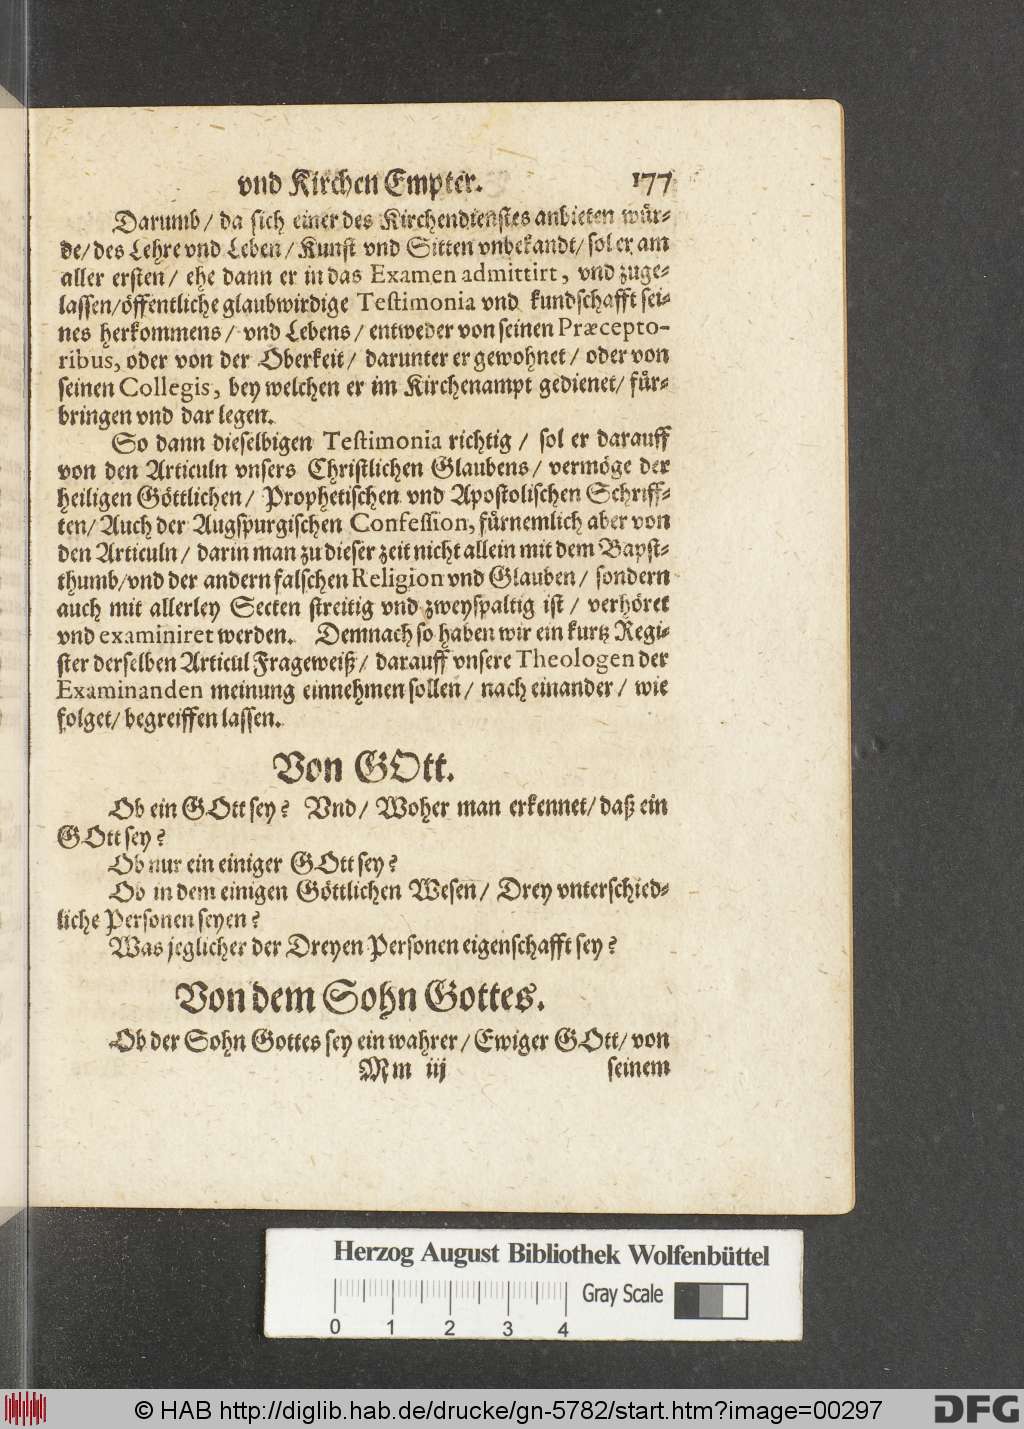 vnd Kirchen Empter. 177
Darumb / da sich einer des Kirchendienstes anbieten wuͤr-
de/ des Lehre vnd Leben / Kunst vnd Sitten vnbekandt/ sol er am
aller ersten / ehe dann er in das Examen admittirt, vnd zuge-
lassen/öffentliche glaubwirdige Testimonia vnd kundschafft sei-
nes herkommens / vnd Lebens / entweder von seinen Præcepto-
ribus, oder von der Oberkeit / darunter er gewohnet / oder von
seinen Collegis, bey welchen er im Kirchenampt gedienet/ fuͤr-
bringen vnd dar legen.
So dann dieselbigen Testimonia richtig / sol er darauff
von den Articuln vnsers Christlichen Glaubens / vermöge der
heiligen Göttlichen / Prophetischen vnd Apostolischen Schriff-
ten/ Auch der Augspurgischen Confession, fuͤrnemlich aber von
den Articuln / darin man zu dieser zeit nicht allein mit dem Bapst-
thumb/vnd der andern falschen Religion vnd Glauben / sondern
auch mit allerley Secten streitig vnd zweyspaltig ist / verhöret
vnd examiniret werden. Demnach so haben wir ein kurtz Regi-
ster derselben Articul Frageweiß / darauff vnsere Theologen der
Examinanden meinung einnehmen sollen / nach einander / wie
folget/ begreiffen lassen.
Von GOtt.
Ob ein GOtt sey? Vnd / Woher man erkennet/ daß ein
GOtt sey?
Ob nur ein einiger GOtt sey?
Ob in dem einigen Göttlichen Wesen / Drey vnterschied-
liche Personen seyen?
Was jeglicher der Dreyen Personen eigenschafft sey?
Von dem Sohn Gottes.
Ob der Sohn Gottes sey ein wahrer / Ewiger GOtt/ von
Mm iij seinem
Herzog August Bibliothek Wolfenbüttel
Gray Scale
0 1 2 3 4
© HAB http://diglib.hab.de/drucke/gn-5782/start.htm?image=00297 DFG